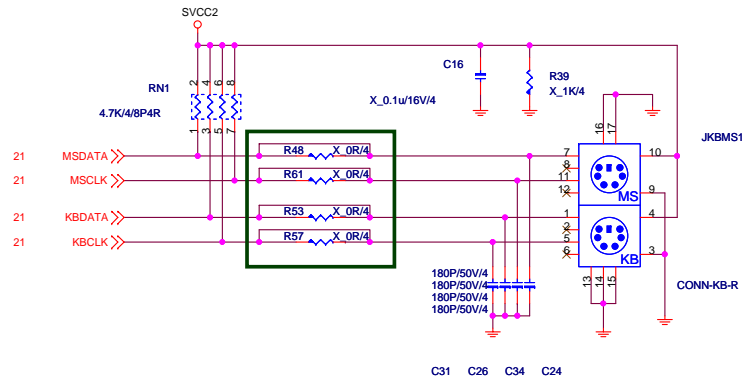 SVCC2
C16
R39
X_1K/4
X_0.1u/16V/4
RN1
4.7K/4/8P4R
2 4 6 8
1 3 5 7
16 17
JKBMS1
21 MSDATA R48 X_0R/4 7 10
8
21 MSCLK R61 X_0R/4 11
12 MS 9
21 KBDATA R53 X_0R/4 1 4
2
21 KBCLK R57 X_0R/4 5
6 KB 3
13 14 15
180P/50V/4
180P/50V/4
180P/50V/4
180P/50V/4
CONN-KB-R
C31 C26 C34 C24